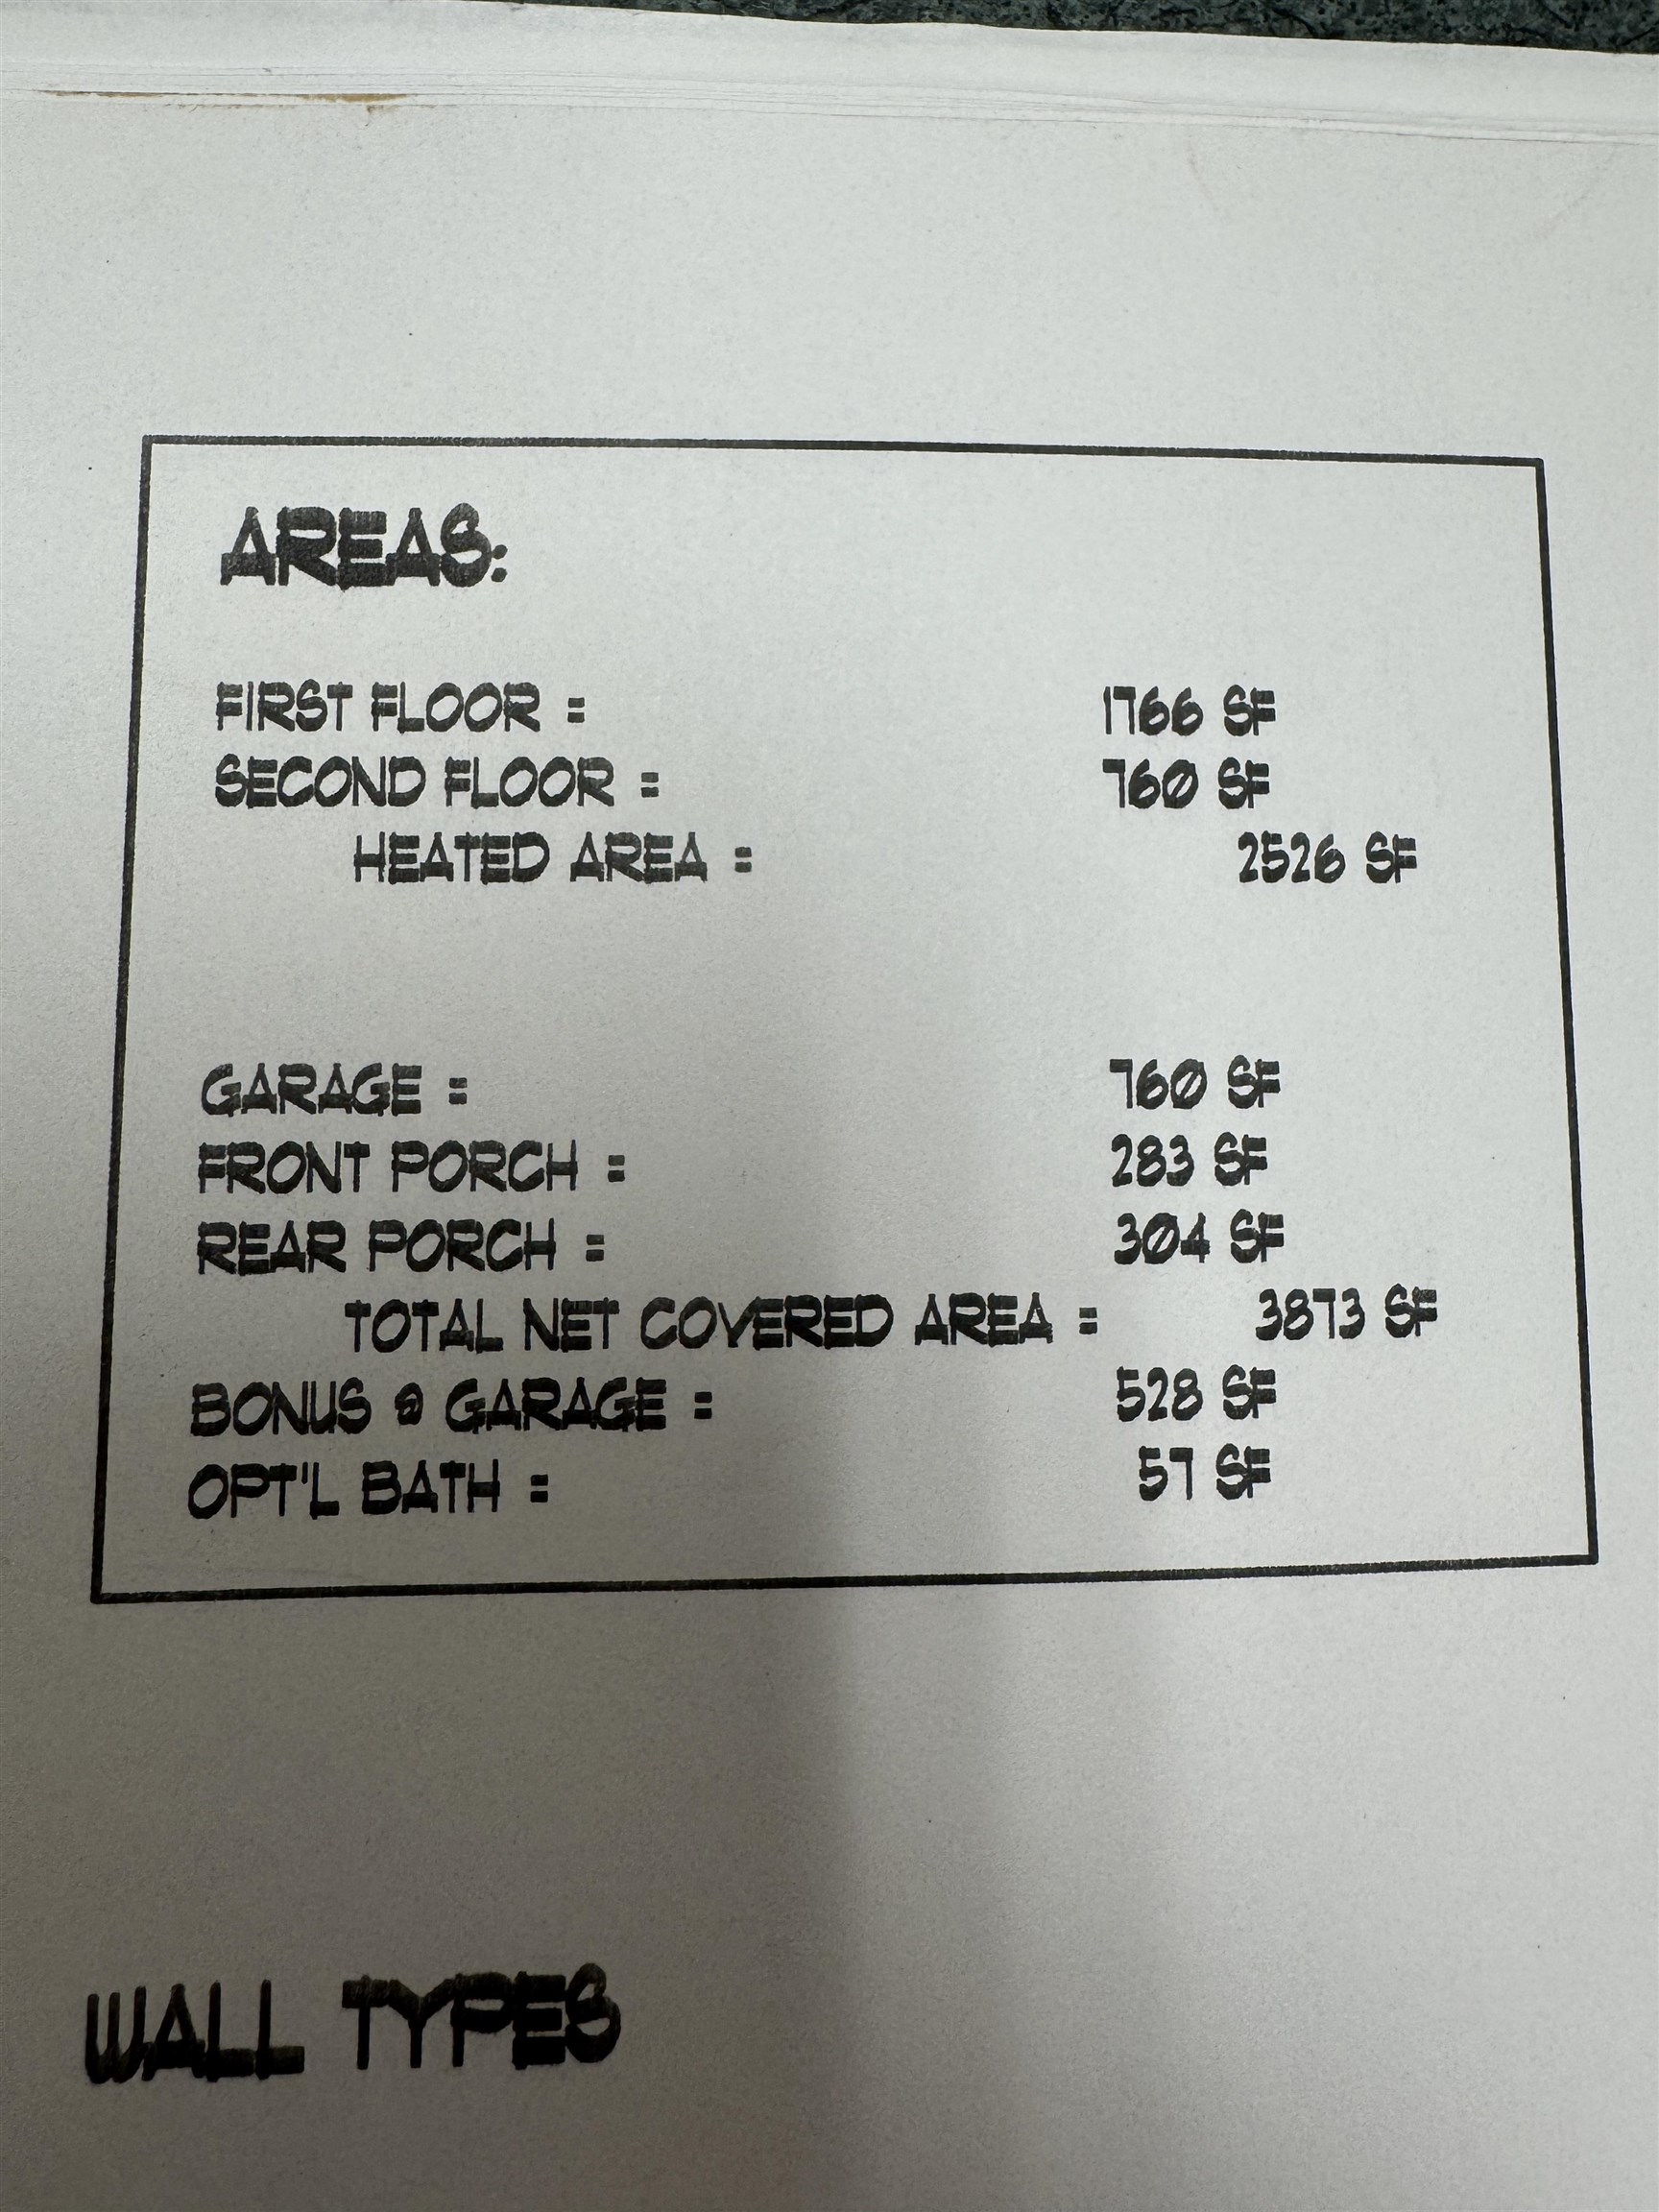 AREAS:
FIRST FLOOR = 1766 SF
SECOND FLOOR = 760 SF
HEATED AREA = 2526 SF
GARAGE = 760 SF
FRONT PORCH = 283 SF
REAR PORCH = 304 SF
TOTAL NET COVERED AREA = 3873 SF
BONUS @ GARAGE = 528 SF
OPT'L BATH = 57 SF
WALL TYPES